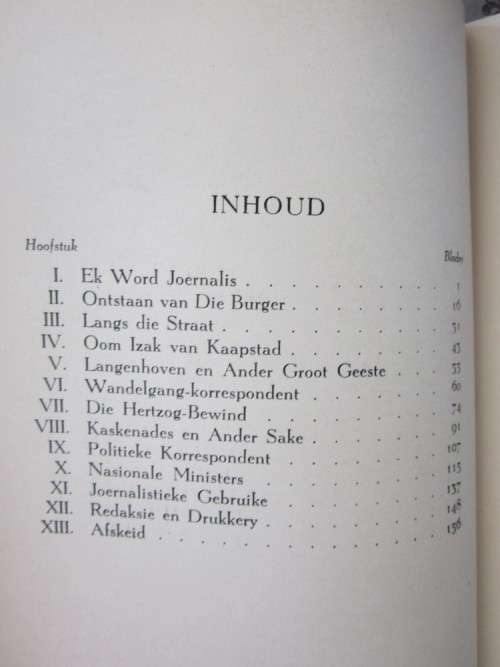 INHOUD
Hoofstuk Bladsy
I. Ek Word Joernalis . . . . . . . . . 1
II. Ontstaan van Die Burger . . . . . . . 16
III. Langs die Straat . . . . . . . . . 31
IV. Oom Izak van Kaapstad . . . . . . . 43
V. Langenhoven en Ander Groot Geeste . . . . 53
VI. Wandelgang-korrespondent . . . . . . 60
VII. Die Hertzog-Bewind . . . . . . . . 74
VIII. Kaskenades en Ander Sake . . . . . . 91
IX. Politieke Korrespondent . . . . . . . 107
X. Nasionale Ministers . . . . . . . . 115
XI. Joernalistieke Gebruike . . . . . . . 137
XII. Redaksie en Drukkery . . . . . . . 148
XIII. Afskeid . . . . . . . . . . . 156